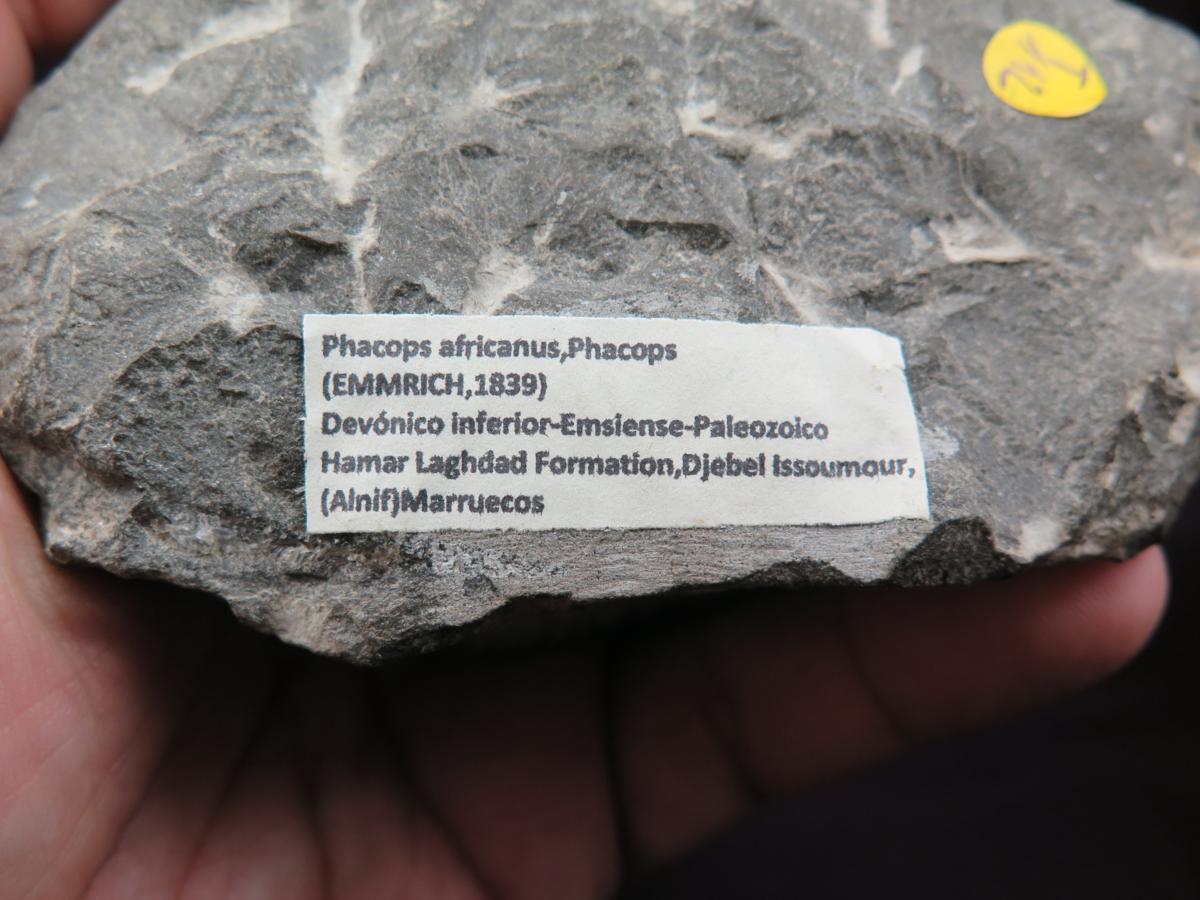 Phacops africanus,Phacops
(EMMRICH,1839)
Devónico inferior-Emsiense-Paleozoico
Hamar Laghdad Formation,Djebel Issoumour,
(Alnif)Marruecos